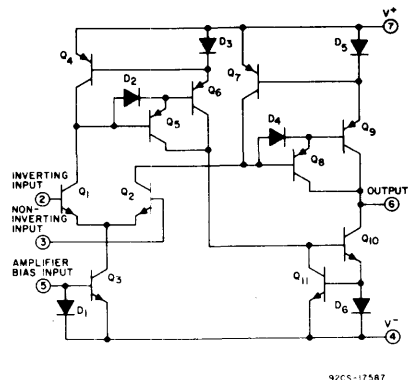 V+
7
Q4
D3
D5
Q6
Q7
D2
Q5
Q9
D4
Q8
INVERTING
INPUT
2
Q1
Q2
OUTPUT
6
NON-
INVERTING
INPUT
3
Q10
AMPLIFIER
BIAS INPUT
5
Q3
Q11
D1
D6
V-
4
92CS-17587